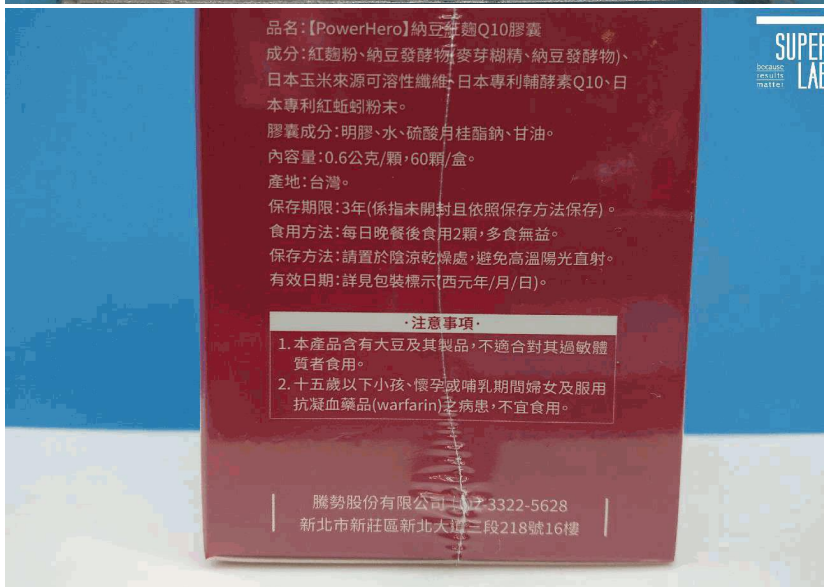 品名:【PowerHero】納豆紅麴Q10膠囊
成分:紅麴粉、納豆發酵物(麥芽糊精、納豆發酵物)、
日本玉米來源可溶性纖維、日本專利輔酵素Q10、日
本專利紅蚯蚓粉末。
膠囊成分:明膠、水、硫酸月桂酯鈉、甘油。
內容量:0.6公克/顆,60顆/盒。
產地:台灣。
保存期限:3年(係指未開封且依照保存方法保存)。
食用方法:每日晚餐後食用2顆,多食無益。
保存方法:請置於陰涼乾燥處,避免高溫陽光直射。
有效日期:詳見包裝標示(西元年/月/日)。
·注意事項·
1. 本產品含有大豆及其製品,不適合對其過敏體
質者食用。
2. 十五歲以下小孩、懷孕或哺乳期間婦女及服用
抗凝血藥品(warfarin)之病患,不宜食用。
騰勢股份有限公司 02-3322-5628
新北市新莊區新北大道三段218號16樓
SUPER
because
results
matter
LAB